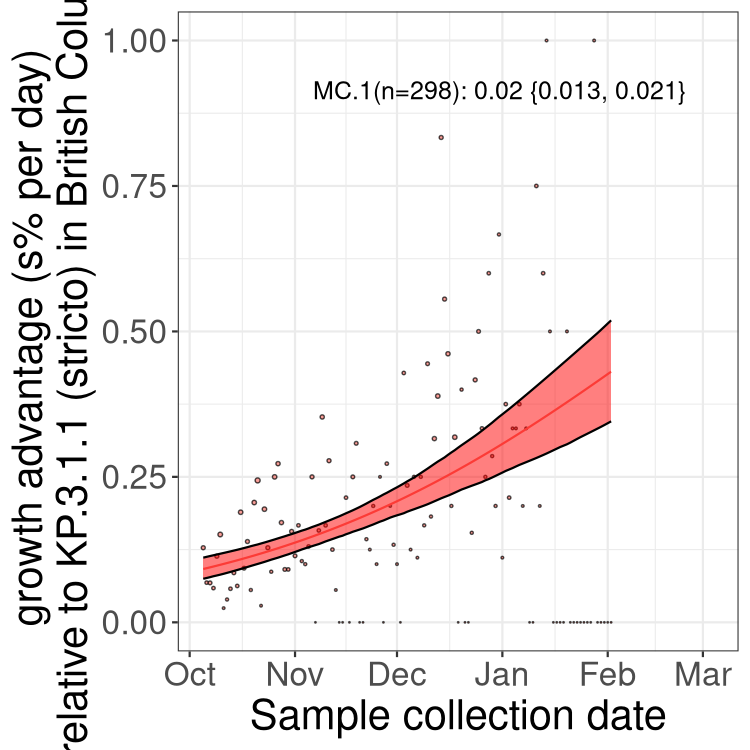 growth advantage (s% per day)
relative to KP.3.1.1 (stricto) in British Colu
1.00
0.75
0.50
0.25
0.00
MC.1(n=298): 0.02 {0.013, 0.021}
Oct Nov Dec Jan Feb Mar
Sample collection date